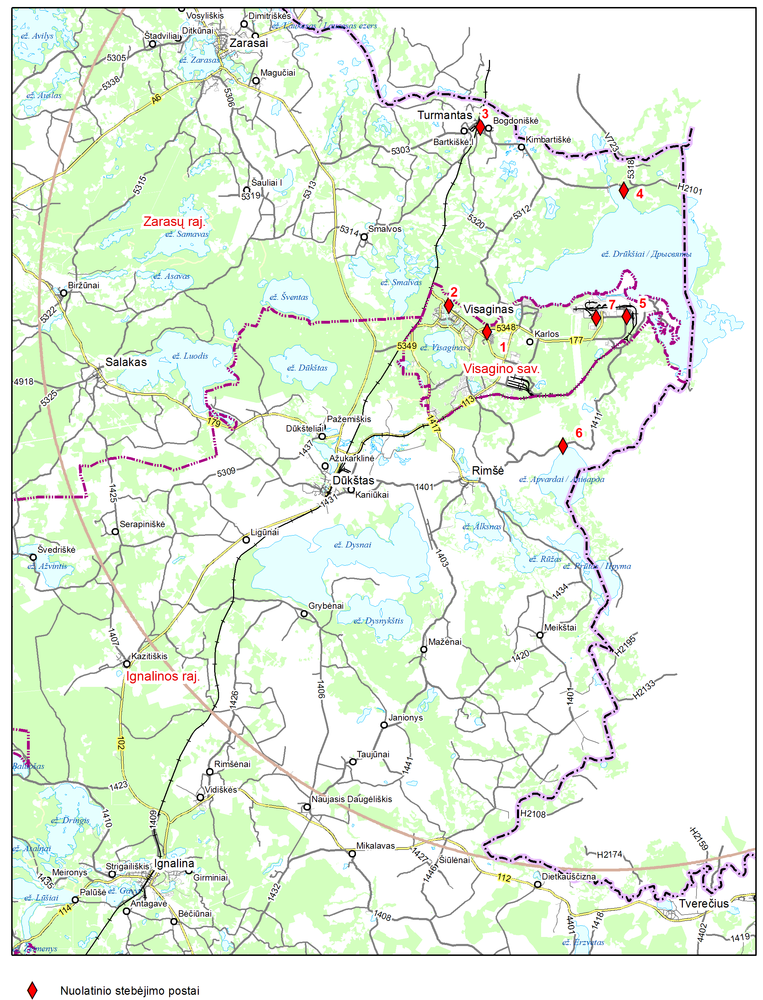 Vosyliškis
Dimitriškės
ež. Laukesas / Laucesas ezers
ež. Avilys
Štadviliai
Ditkūnai
Zarasai
5305
ež. Zarasas
Magučiai
5338
ež. Auslas
A6
5306
Turmantas
3
Bogdoniškė
Bartkiškė I
Kimbartiškė
5303
V723
5318
H2101
4
5315
Šauliai I
5319
5313
5312
5320
Zarasų raj.
ež. Samavas
5314
Smalvos
ež. Drūkšiai / Дрысвяты
ež. Asavas
Biržūnai
ež. Smalvas
ež. Šventas
2
Visaginas
7
5
5322
5348
Karlos
177
5349
ež. Visaginas
1
ež. Luodis
Salakas
ež. Dūkštas
Visagino sav.
4918
5325
113
179
Pažemiškis
Dūkšteliai
1417
1411
6
1437
Ažukarklinė
5309
Rimšė
Dūkštas
ež. Apvardai / Апіварда
1425
1401
Kaniūkai
1431
Serapiniškė
Ligūnai
ež. Alksnas
ež. Dysnai
Švedriškė
ež. Ažvintis
1403
ež. Rūžas
ež. Prūtas / Прута
1434
Grybėnai
ež. Dysnykštis
Meikštai
1407
Mažėnai
H2195
Kazitiškis
1420
Ignalinos raj.
1406
1426
1401
H2133
Janionys
102
Taujūnai
Baluošas
Rimšėnai
1441
1423
Vidiškės
Naujasis Daugėliškis
H2108
1410
1409
ež. Dringis
H2159
ež. Asalnai
Mikalavas
1427
Šiūlėnai
H2174
Ignalina
Strigailiškis
Meironys
1435
Girminiai
1446
112
Dietkauščizna
Palūšė
ež. Gavys
ež. Lūšiai
1432
Tverečius
Antagavė
114
Bėčiūnai
1408
4401
1418
4402
1419
ež. Erzvetas
ež. Žeimenys
Nuolatinio stebėjimo postai